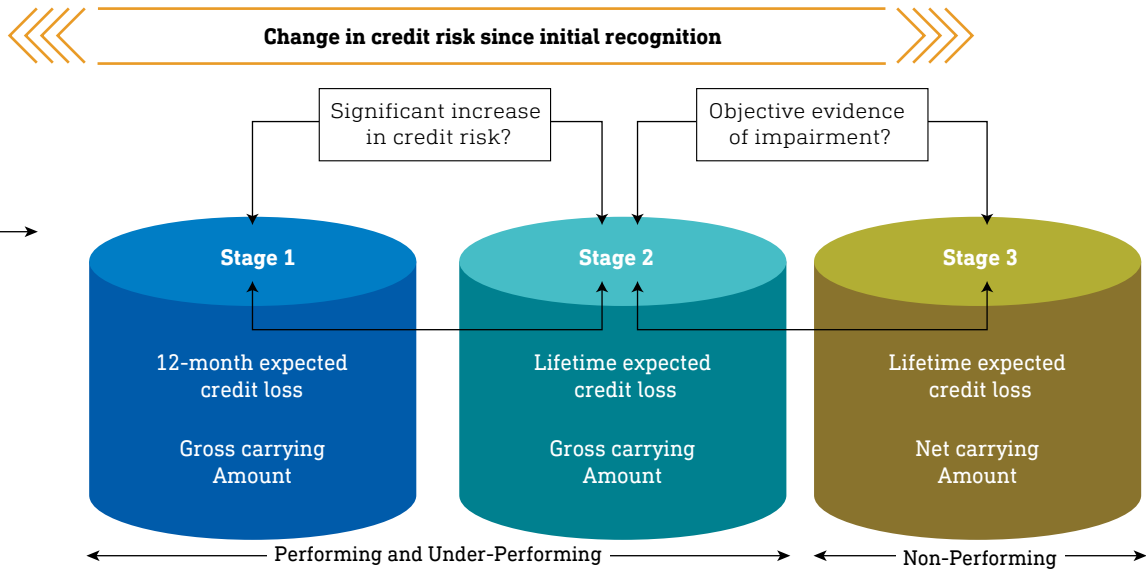 Change in credit risk since initial recognition
Significant increase
in credit risk?
Objective evidence
of impairment?
Stage 1
Stage 2
Stage 3
12-month expected
credit loss
Lifetime expected
credit loss
Lifetime expected
credit loss
Gross carrying
Amount
Gross carrying
Amount
Net carrying
Amount
Performing and Under-Performing
Non-Performing